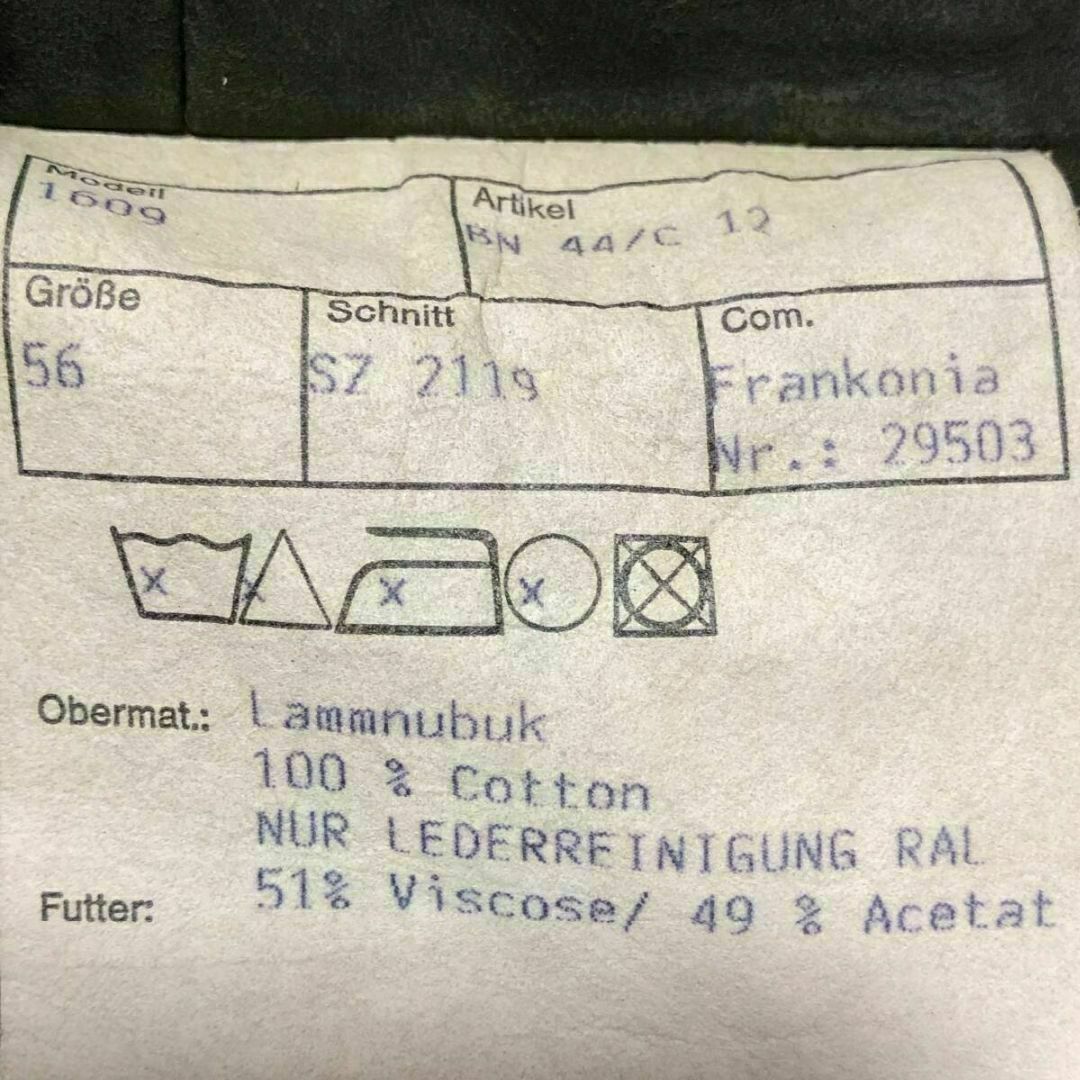 Modell
1609
Artikel
BN 44/C 12
Größe
56
Schnitt
SZ 2119
Com.
Frankonia
Nr.: 29503
x x x x
Obermat.: Lammnubuk
100 % Cotton
NUR LEDERREINIGUNG RAL
Futter: 51% Viscose/ 49 % Acetat